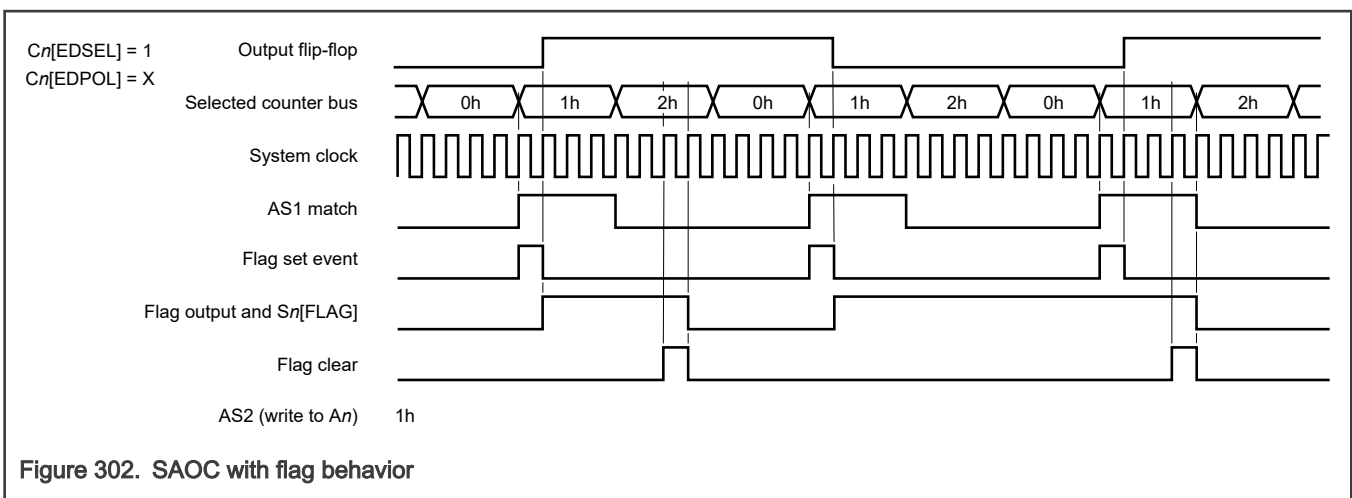 Cn[EDSEL] = 1
Cn[EDPOL] = X
Output flip-flop
Selected counter bus
0h 1h 2h 0h 1h 2h 0h 1h 2h
System clock
AS1 match
Flag set event
Flag output and Sn[FLAG]
Flag clear
AS2 (write to An) 1h
Figure 302. SAOC with flag behavior